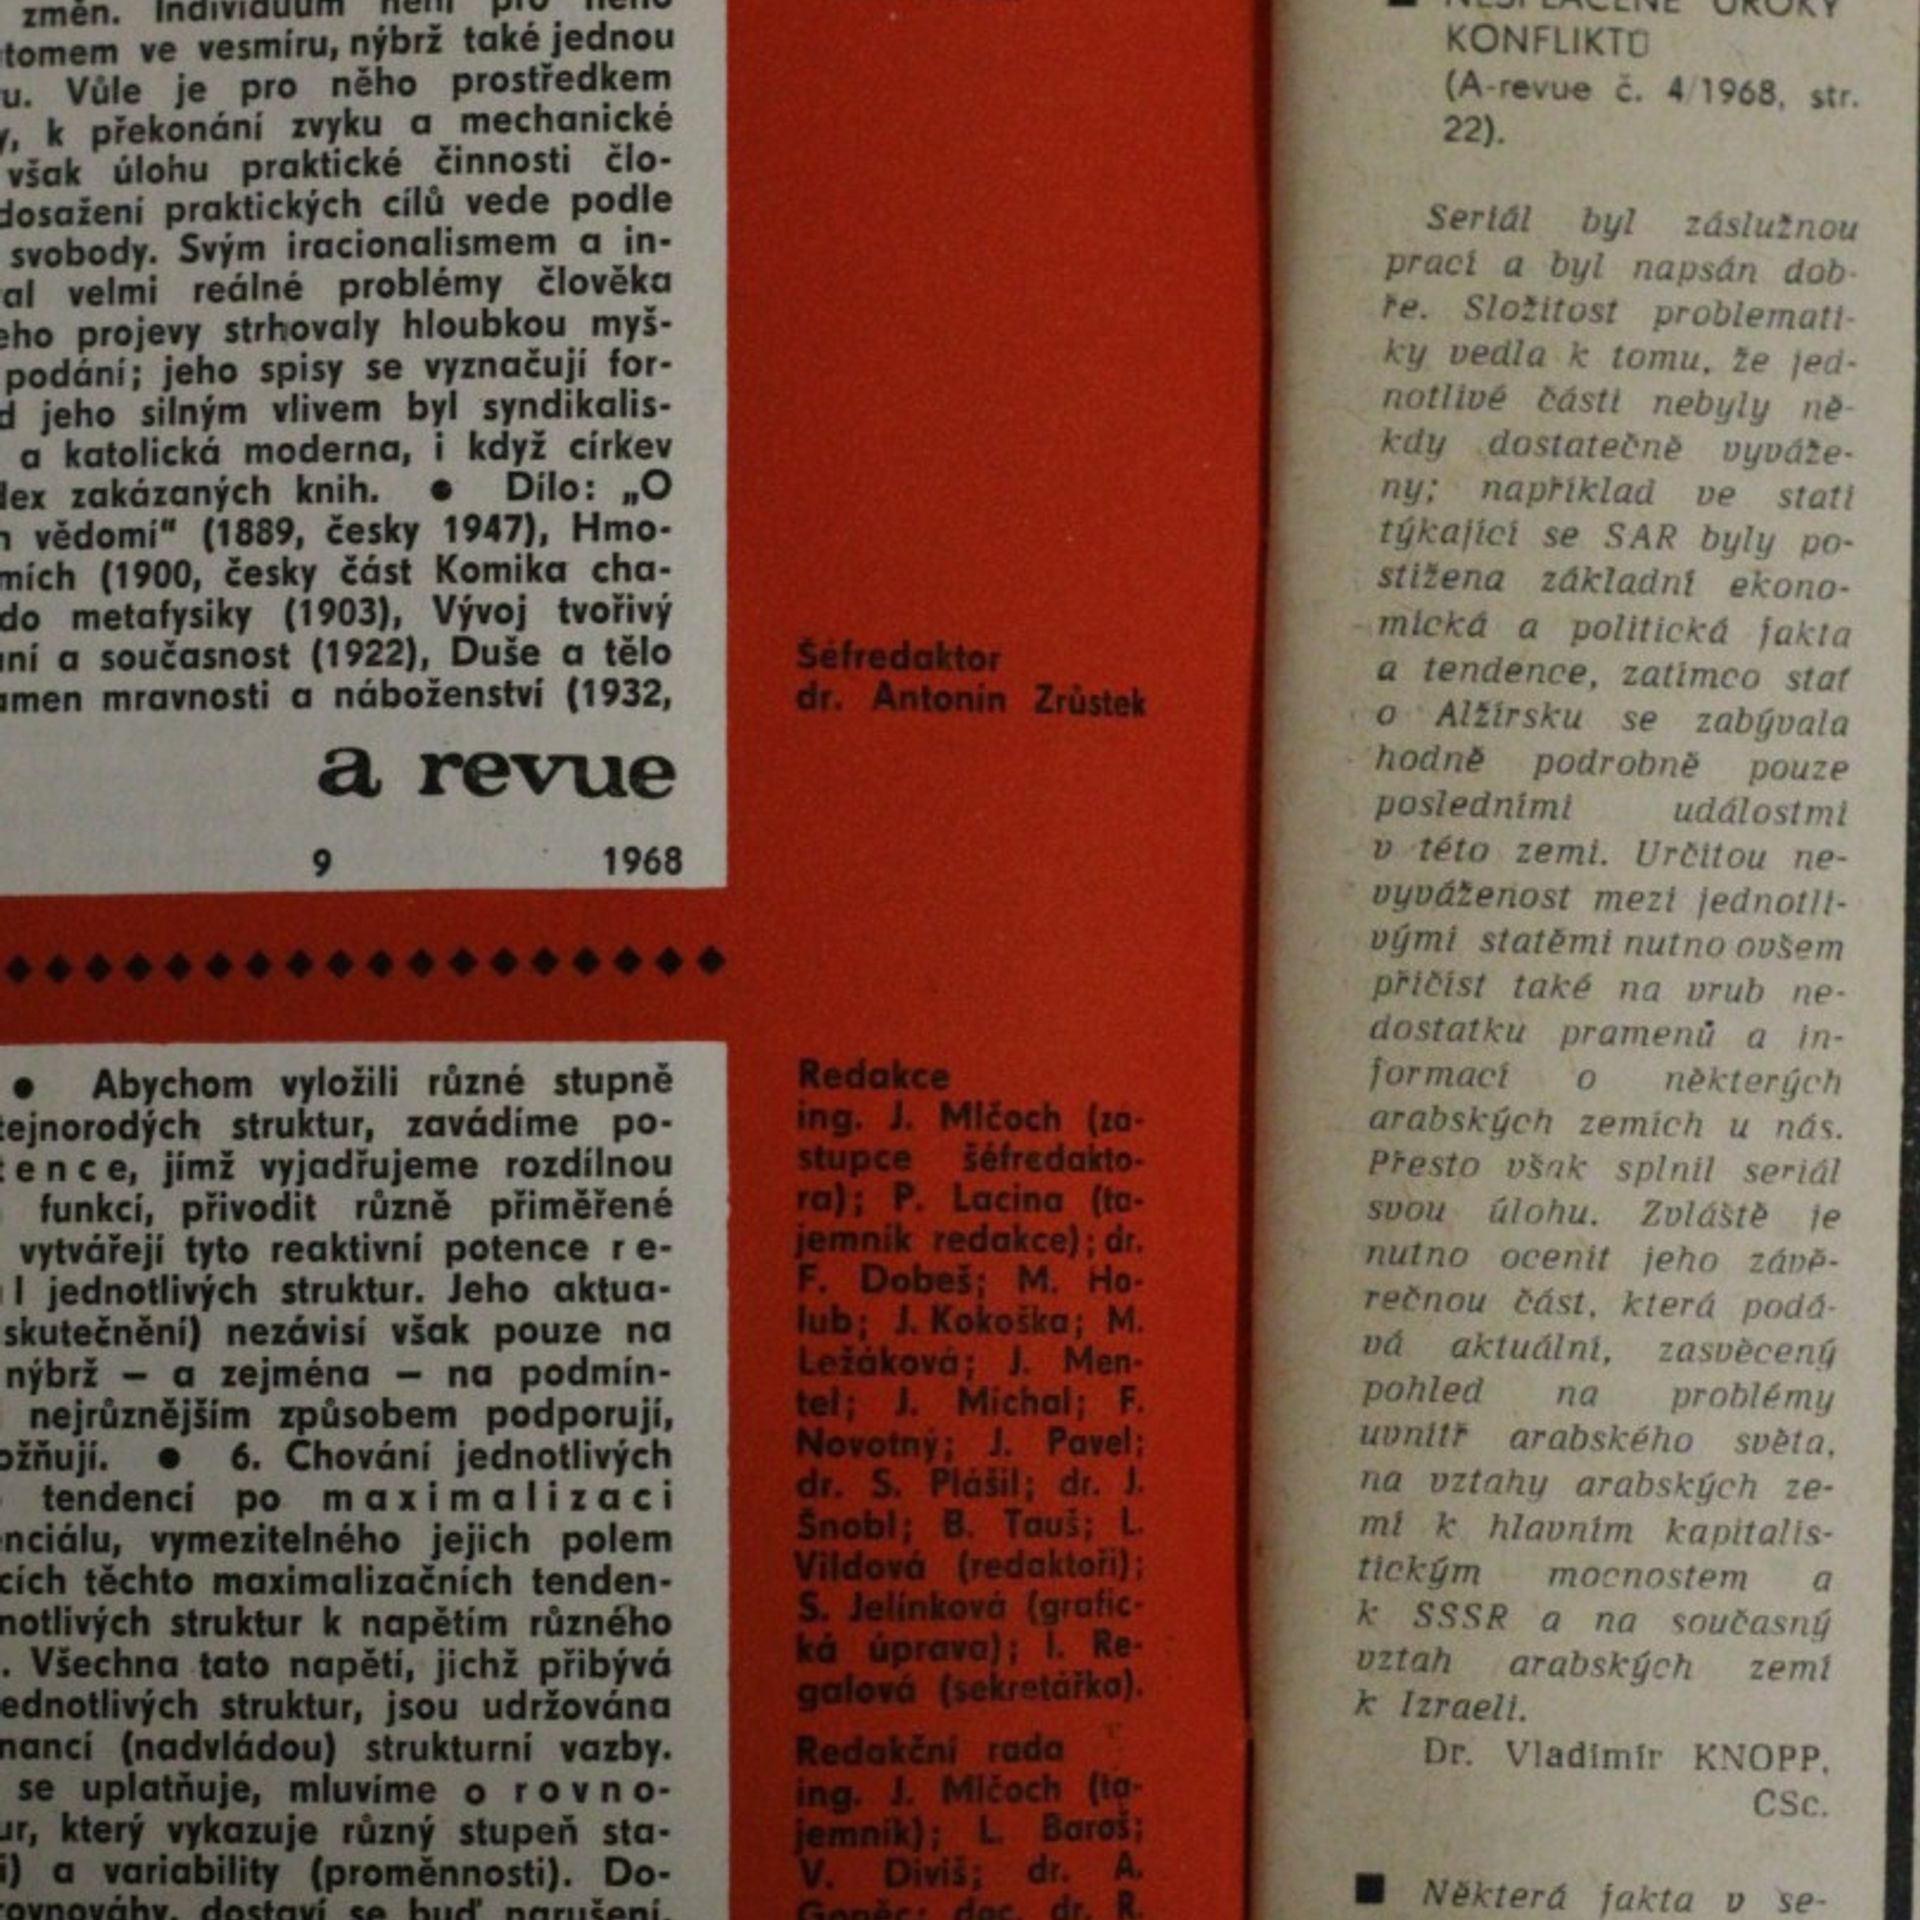 změn. Individuum není pro něho
tomem ve vesmíru, nýbrž také jednou
u. Vůle je pro něho prostředkem
y, k překonání zvyku a mechanické
však úlohu praktické činnosti člo-
dosažení praktických cílů vede podle
svobody. Svým iracionalismem a in-
al velmi reálné problémy člověka
eho projevy strhovaly hloubkou myš-
podání; jeho spisy se vyznačují for-
d jeho silným vlivem byl syndikalis-
a katolická moderna, i když církev
dex zakázaných knih. ● Dílo: „O
vědomí“ (1889, česky 1947), Hmo-
mích (1900, česky část Komika cha-
do metafysiky (1903), Vývoj tvořivý
ání a současnost (1922), Duše a tělo
amen mravnosti a náboženství (1932,
a revue
9 1968
● Abychom vyložili různé stupně
tejnorodých struktur, zavádíme po-
tence, jímž vyjadřujeme rozdílnou
funkcí, přivodit různě přiměřené
vytvářejí tyto reaktivní potence re-
l jednotlivých struktur. Jeho aktua-
skutečnění) nezávisí však pouze na
nýbrž – a zejména – na podmín-
nejrůznějším způsobem podporují,
ožňují. ● 6. Chování jednotlivých
tendencí po maximalizaci
nciálu, vymezitelného jejich polem
cích těchto maximalizačních tenden-
notlivých struktur k napětím různého
. Všechna tato napětí, jichž přibývá
ednotlivých struktur, jsou udržována
nancí (nadvládou) strukturní vazby.
se uplatňuje, mluvíme o rovno-
ur, který vykazuje různý stupeň sta-
i) a variability (proměnnosti). Do-
rovnováhy, dostaví se buď narušení,
Šéfredaktor
dr. Antonín Zrůstek
Redakce
ing. J. Mlčoch (zá-
stupce šéfredakto-
ra); P. Lacina (ta-
jemník redakce); dr.
F. Dobeš; M. Ho-
lub; J. Kokoška; M.
Ležáková; J. Men-
tel; J. Michal; F.
Novotný; J. Pavel;
dr. S. Plášil; dr. J.
Šnobl; B. Tauš; L.
Vildová (redaktoři);
S. Jelínková (grafic-
ká úprava); I. Re-
galová (sekretářka).
Redakční rada
ing. J. Mlčoch (ta-
jemník); L. Baroš;
V. Diviš; dr. A.
Goněc; doc. dr. R.
■ NESPLACENÉ ÚROKY
KONFLIKTŮ
(A-revue č. 4/1968, str.
22).
Seriál byl záslužnou
prací a byl napsán dob-
ře. Složitost problemati-
ky vedla k tomu, že jed-
notlivé části nebyly ně-
kdy dostatečně vyváže-
ny; například ve stati
týkající se SAR byly po-
stižena základní ekono-
mická a politická fakta
a tendence, zatímco stať
o Alžírsku se zabývala
hodně podrobně pouze
posledními událostmi
v této zemi. Určitou ne-
vyváženost mezi jednotli-
vými statěmi nutno ovšem
přičíst také na vrub ne-
dostatku pramenů a in-
formací o některých
arabských zemích u nás.
Přesto však splnil seriál
svou úlohu. Zvláště je
nutno ocenit jeho závě-
rečnou část, která podá-
vá aktuální, zasvěcený
pohled na problémy
uvnitř arabského světa,
na vztahy arabských ze-
mí k hlavním kapitalis-
tickým mocnostem a
k SSSR a na současný
vztah arabských zemí
k Izraeli.
Dr. Vladimír KNOPP,
CSc.
■ Některá fakta v se-